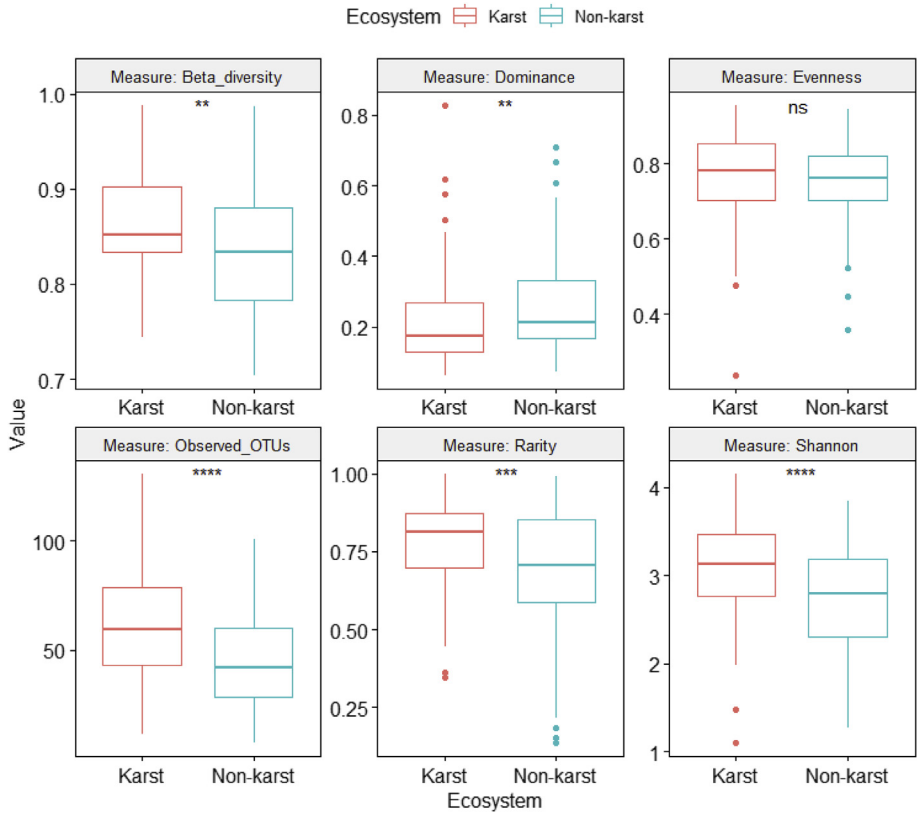 Ecosystem Karst Non-karst
Measure: Beta_diversity
**
1.0
0.9
0.8
0.7
Karst Non-karst
Measure: Dominance
**
0.8
0.6
0.4
0.2
Karst Non-karst
Measure: Evenness
ns
0.8
0.6
0.4
Karst Non-karst
Value
Measure: Observed_OTUs
****
100
50
Karst Non-karst
Measure: Rarity
***
1.00
0.75
0.50
0.25
Karst Non-karst
Measure: Shannon
****
4
3
2
1
Karst Non-karst
Ecosystem